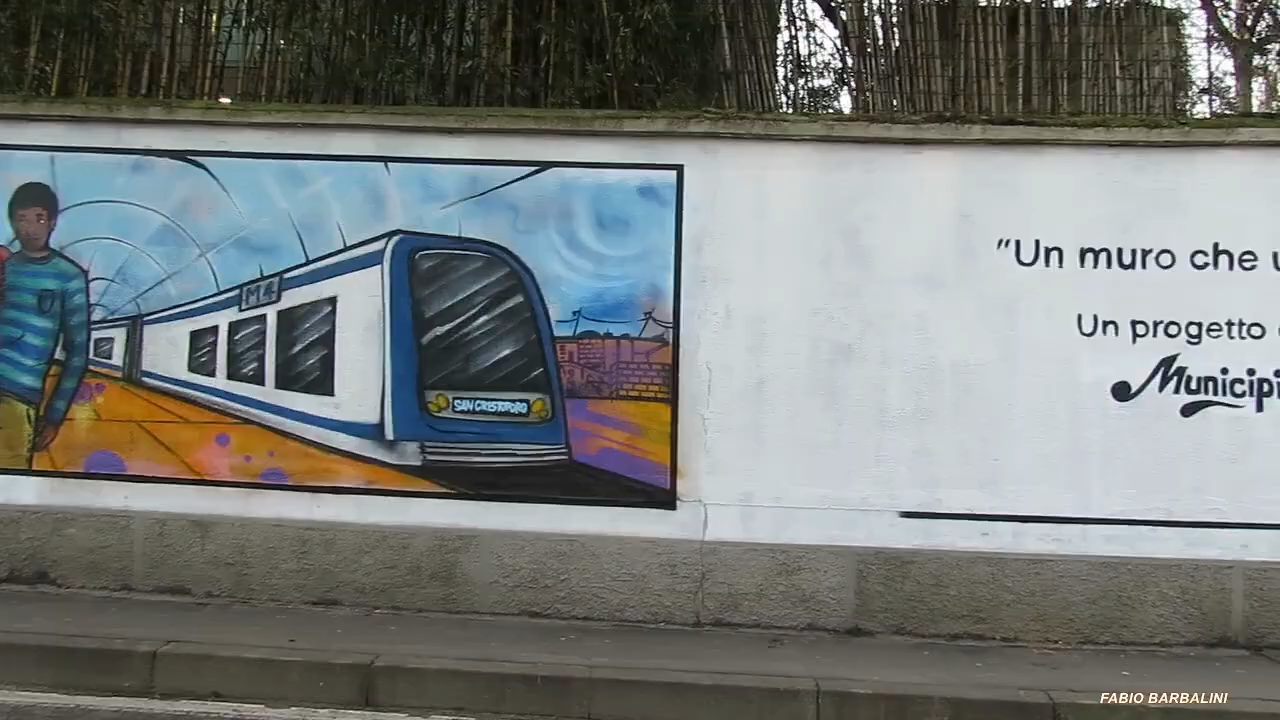 M4
SAN CRISTOFORO
"Un muro che
Un progetto
Municipi
FABIO BARBALINI